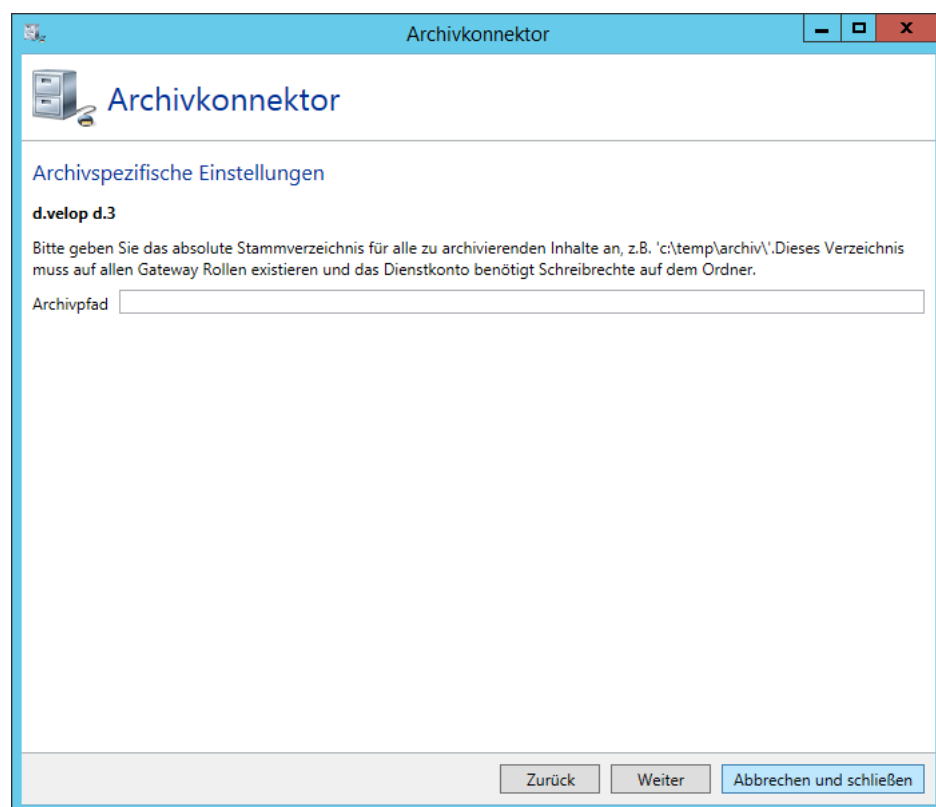 Archivkonnektor
Archivkonnektor
Archivspezifische Einstellungen
d.velop d.3
Bitte geben Sie das absolute Stammverzeichnis für alle zu archivierenden Inhalte an, z.B. 'c:\temp\archiv\'.Dieses Verzeichnis
muss auf allen Gateway Rollen existieren und das Dienstkonto benötigt Schreibrechte auf dem Ordner.
Archivpfad
Zurück Weiter Abbrechen und schließen